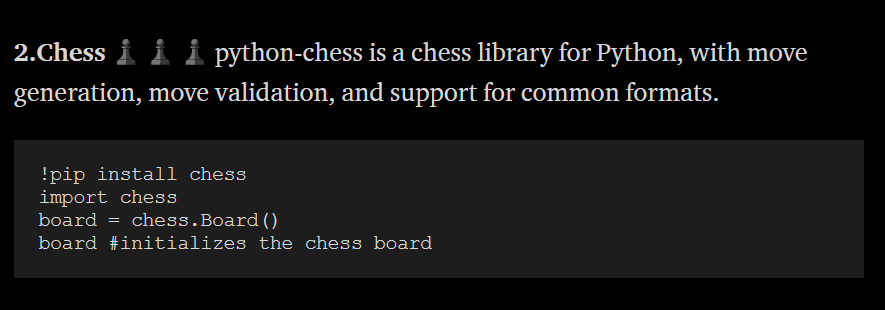 2.Chess ♟ ♟ ♟ python-chess is a chess library for Python, with move
generation, move validation, and support for common formats.
!pip install chess
import chess
board = chess.Board()
board #initializes the chess board